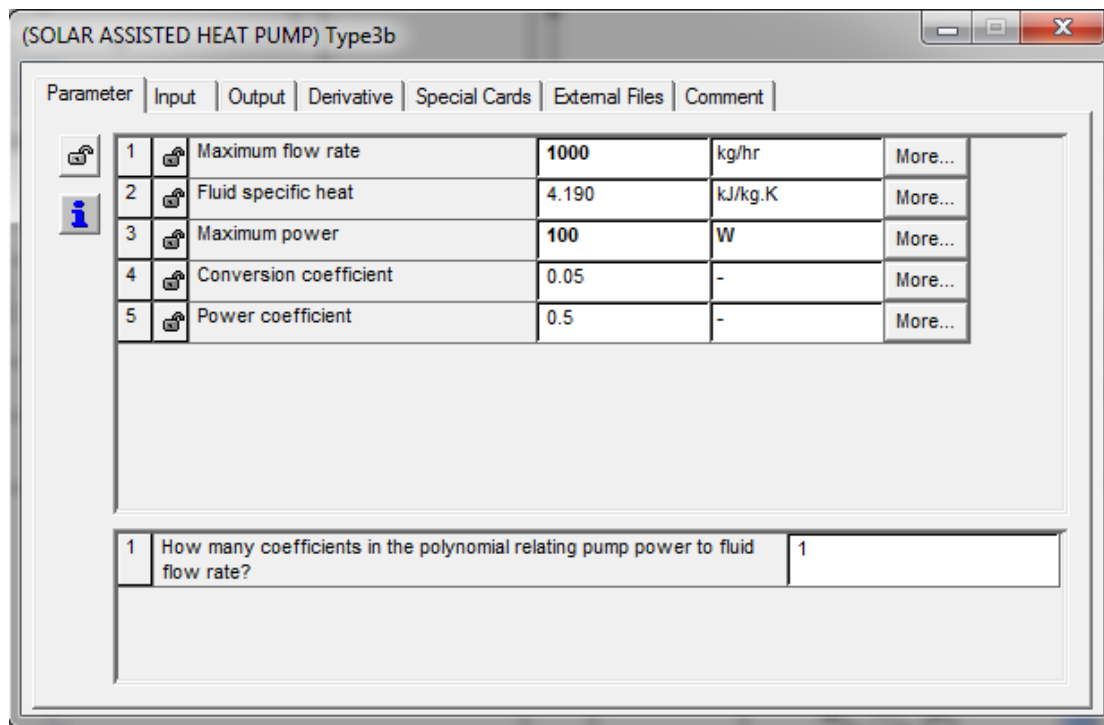 (SOLAR ASSISTED HEAT PUMP) Type3b
Parameter Input Output Derivative Special Cards External Files Comment
1 Maximum flow rate 1000 kg/hr More...
2 Fluid specific heat 4.190 kJ/kg.K More...
3 Maximum power 100 W More...
4 Conversion coefficient 0.05 - More...
5 Power coefficient 0.5 - More...
1 How many coefficients in the polynomial relating pump power to fluid 1
flow rate?